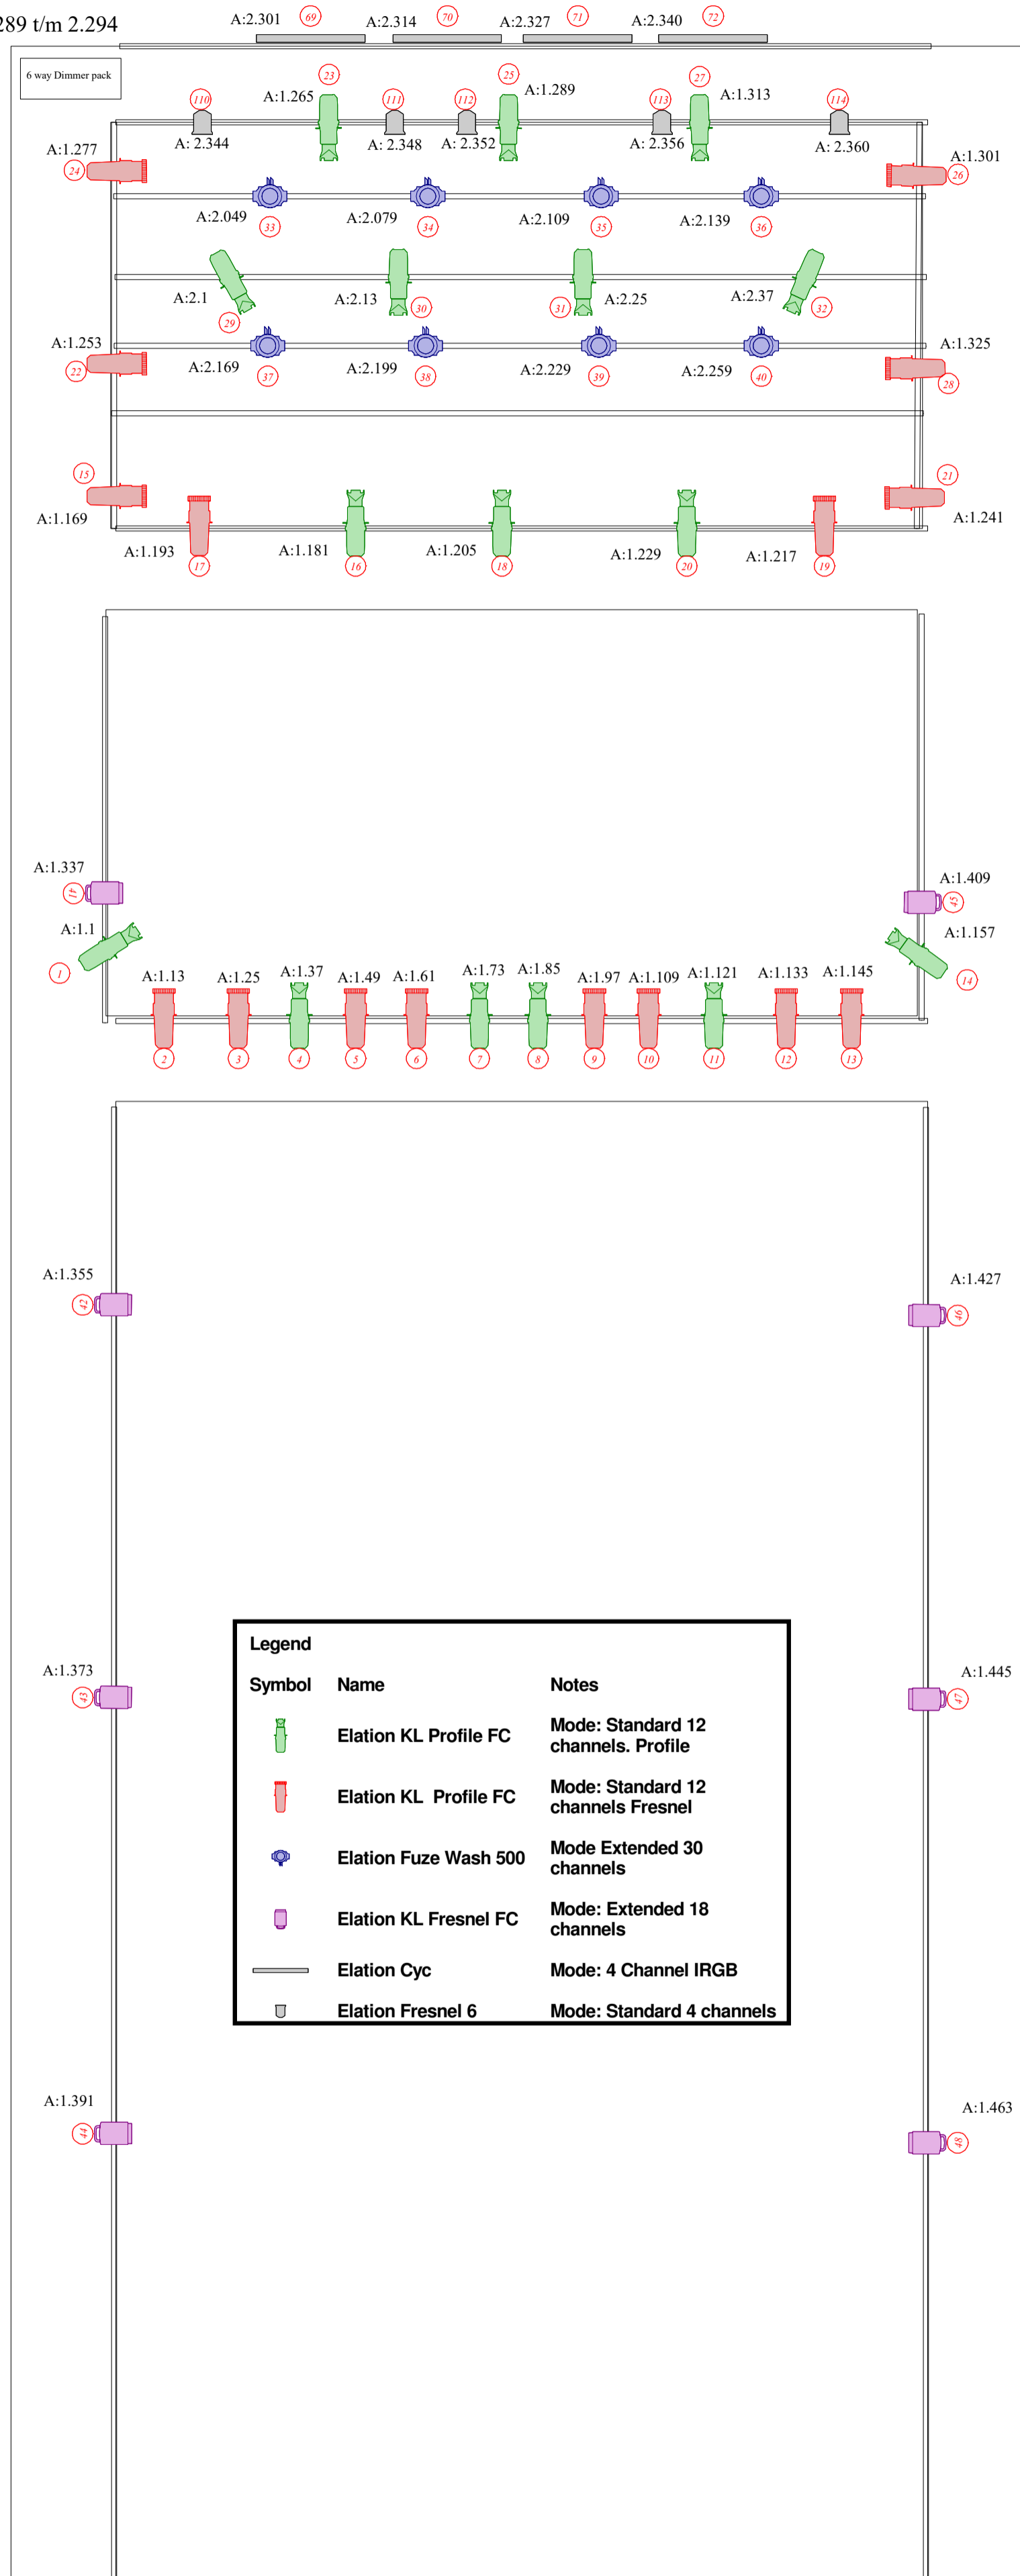 289 t/m 2.294
A:2.301 69 A:2.314 70 A:2.327 71 A:2.340 72
6 way Dimmer pack
23 25 27
110 A:1.265 111 112 A:1.289 113 A:1.313 114
A: 2.344 A: 2.348 A: 2.352 A: 2.356 A: 2.360
A:1.277 A:1.301
24 26
A:2.049 A:2.079 A:2.109 A:2.139
33 34 35 36
A:2.1 A:2.13 A:2.25 A:2.37
29 30 31 32
A:1.253 A:1.325
22 A:2.169 A:2.199 A:2.229 A:2.259 28
37 38 39 40
15 21
A:1.169 A:1.241
A:1.193 A:1.181 A:1.205 A:1.229 A:1.217
17 16 18 20 19
A:1.337 A:1.409
41 45
A:1.1 A:1.157
1 14
A:1.13 A:1.25 A:1.37 A:1.49 A:1.61 A:1.73 A:1.85 A:1.97 A:1.109 A:1.121 A:1.133 A:1.145
2 3 4 5 6 7 8 9 10 11 12 13
A:1.355 A:1.427
42 46
A:1.373 A:1.445
43 47
Legend
Symbol Name Notes
Elation KL Profile FC Mode: Standard 12
channels. Profile
Elation KL Profile FC Mode: Standard 12
channels Fresnel
Elation Fuze Wash 500 Mode Extended 30
channels
Elation KL Fresnel FC Mode: Extended 18
channels
Elation Cyc Mode: 4 Channel IRGB
Elation Fresnel 6 Mode: Standard 4 channels
A:1.391 A:1.463
44 48